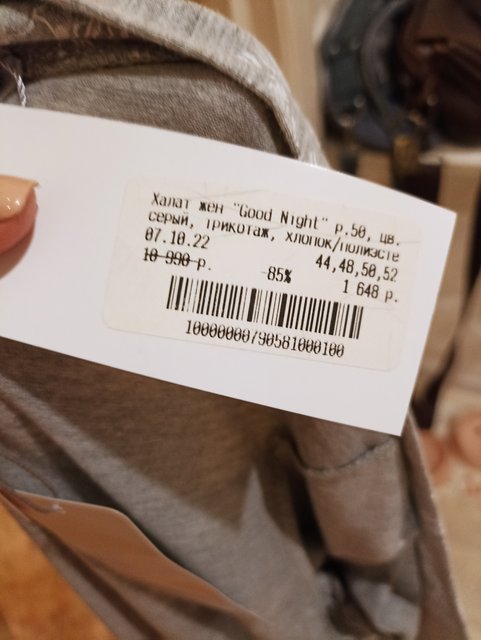 Халат жен "Good Night" р.50, цв.
серый, трикотаж, хлопок/полиэсте
07.10.22 44,48,50,52
10 990 р. -85% 1 648 р.
1000000790581000100